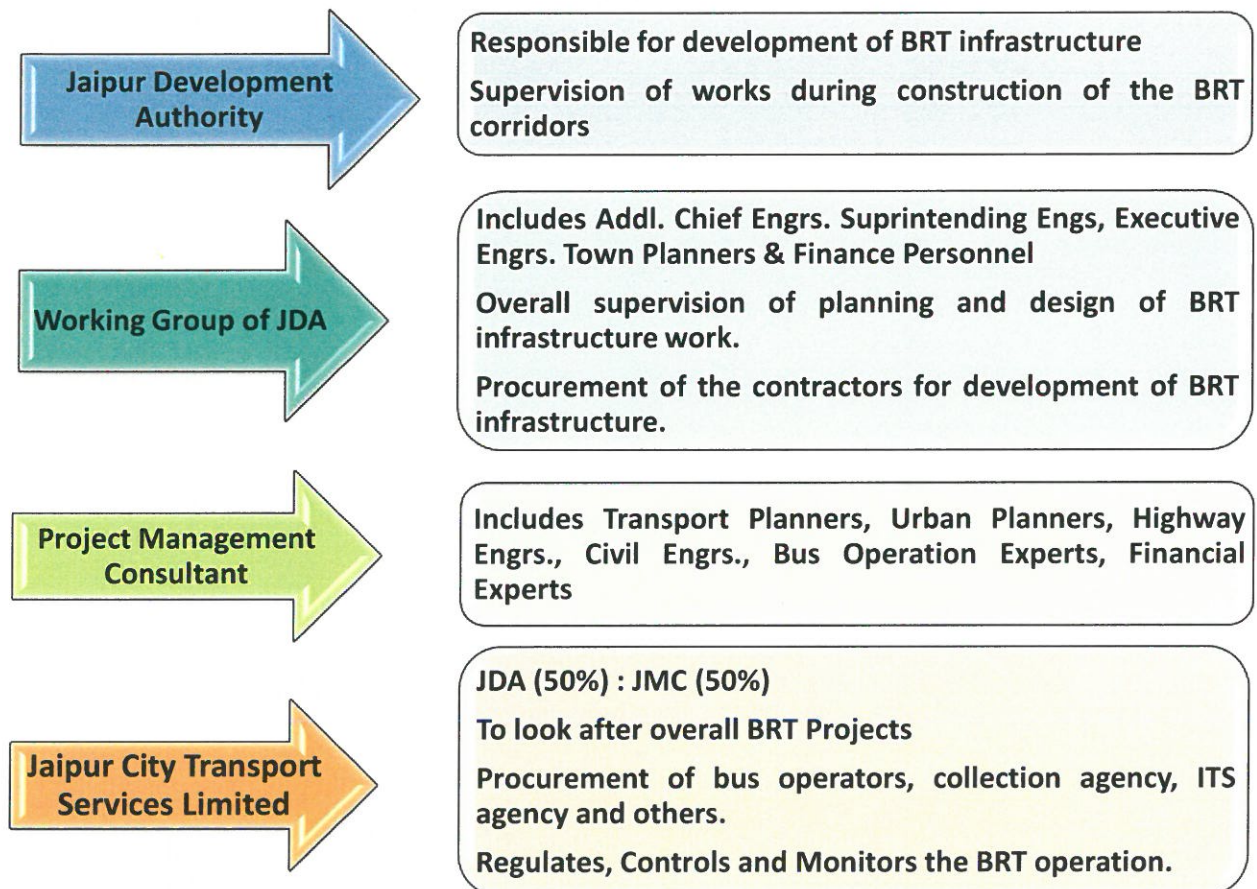 Jaipur Development
Authority
Responsible for development of BRT infrastructure
Supervision of works during construction of the BRT
corridors
Working Group of JDA
Includes Addl. Chief Engrs. Suprintending Engs, Executive
Engrs. Town Planners & Finance Personnel
Overall supervision of planning and design of BRT
infrastructure work.
Procurement of the contractors for development of BRT
infrastructure.
Project Management
Consultant
Includes Transport Planners, Urban Planners, Highway
Engrs., Civil Engrs., Bus Operation Experts, Financial
Experts
Jaipur City Transport
Services Limited
JDA (50%) : JMC (50%)
To look after overall BRT Projects
Procurement of bus operators, collection agency, ITS
agency and others.
Regulates, Controls and Monitors the BRT operation.